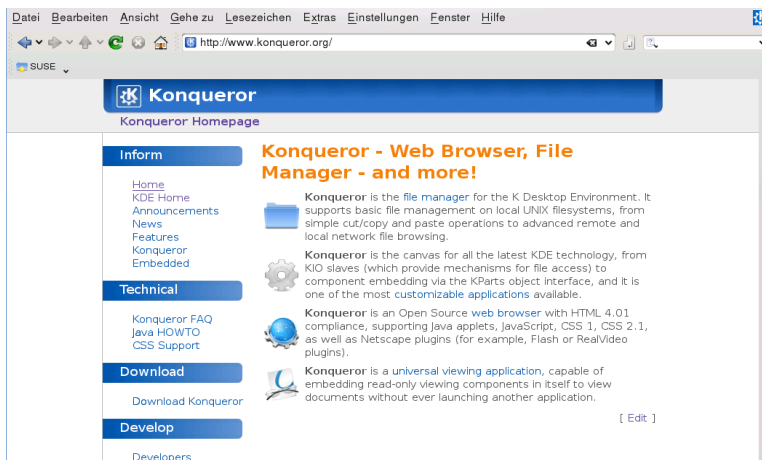 Datei Bearbeiten Ansicht Gehe zu Lesezeichen Extras Einstellungen Fenster Hilfe
http://www.konqueror.org/
SUSE
Konqueror
Konqueror Homepage
Inform
Home
KDE Home
Announcements
News
Features
Konqueror
Embedded
Technical
Konqueror FAQ
Java HOWTO
CSS Support
Download
Download Konqueror
Develop
Developers
Konqueror - Web Browser, File
Manager - and more!
Konqueror is the file manager for the K Desktop Environment. It
supports basic file management on local UNIX filesystems, from
simple cut/copy and paste operations to advanced remote and
local network file browsing.
Konqueror is the canvas for all the latest KDE technology, from
KIO slaves (which provide mechanisms for file access) to
component embedding via the KParts object interface, and it is
one of the most customizable applications available.
Konqueror is an Open Source web browser with HTML 4.01
compliance, supporting Java applets, JavaScript, CSS 1, CSS 2.1,
as well as Netscape plugins (for example, Flash or RealVideo
plugins).
Konqueror is a universal viewing application, capable of
embedding read-only viewing components in itself to view
documents without ever launching another application.
[ Edit ]